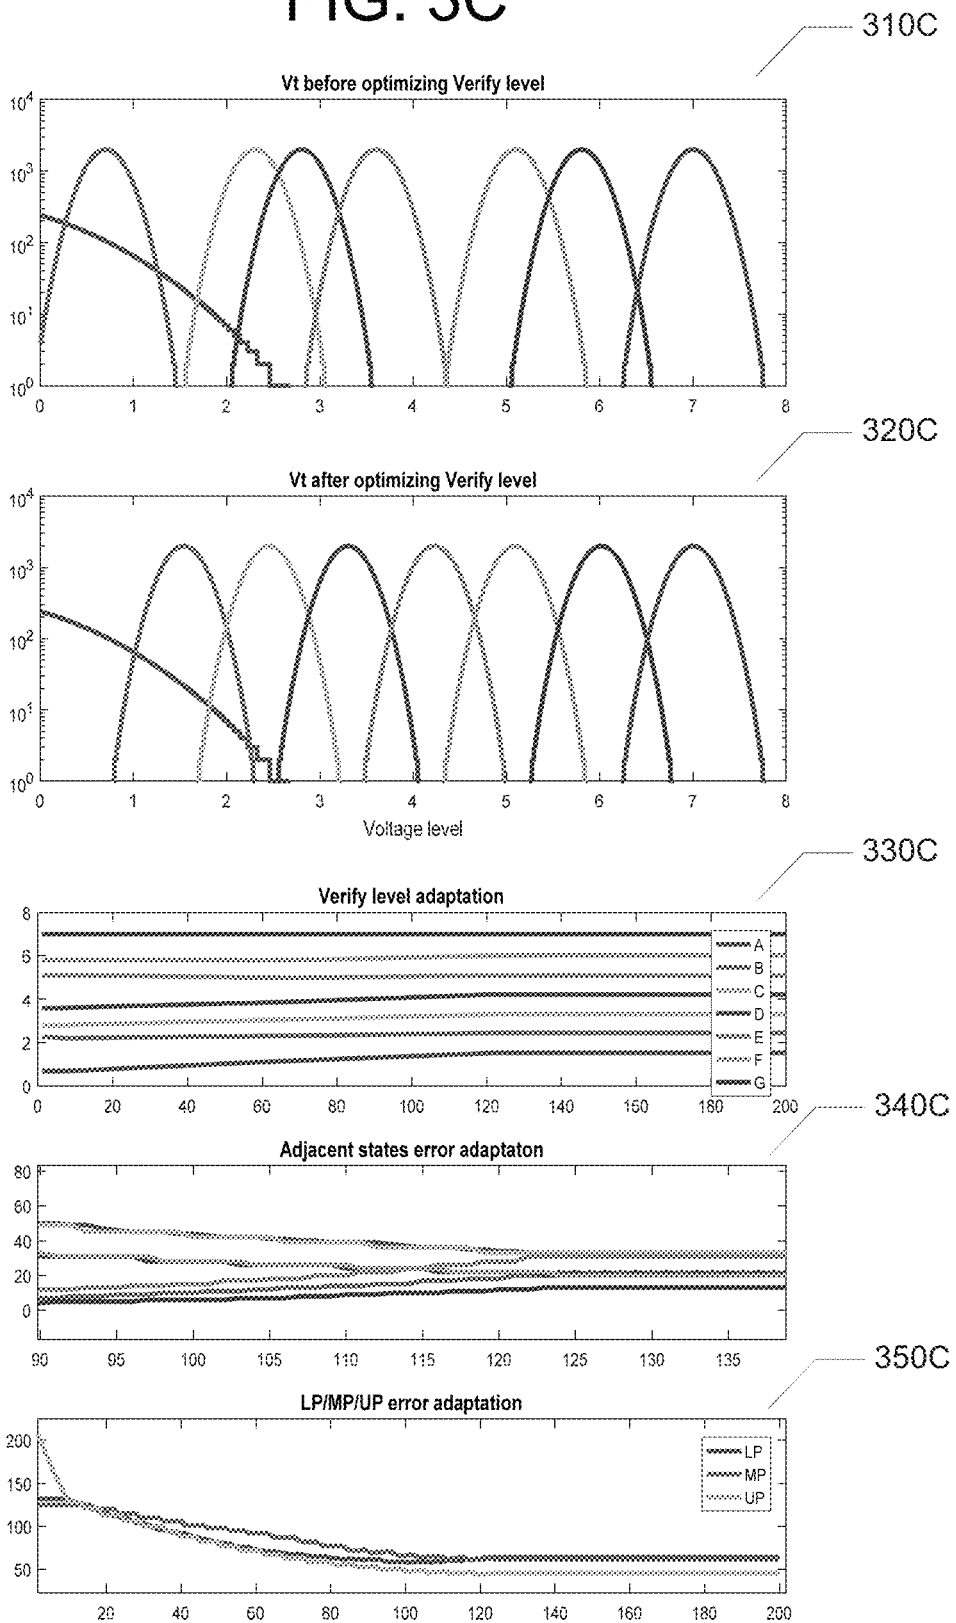 FIG. 3C
310C
Vt before optimizing Verify level
10^4
10^3
10^2
10^1
10^0
0 1 2 3 4 5 6 7 8
320C
Vt after optimizing Verify level
10^4
10^3
10^2
10^1
10^0
0 1 2 3 4 5 6 7 8
Voltage level
330C
Verify level adaptation
8
6
4
2
0
A
B
C
D
E
F
G
0 20 40 60 80 100 120 140 160 180 200
340C
Adjacent states error adaptaton
80
60
40
20
0
90 95 100 105 110 115 120 125 130 135
350C
LP/MP/UP error adaptation
200
150
100
50
LP
MP
UP
20 40 60 80 100 120 140 160 180 200